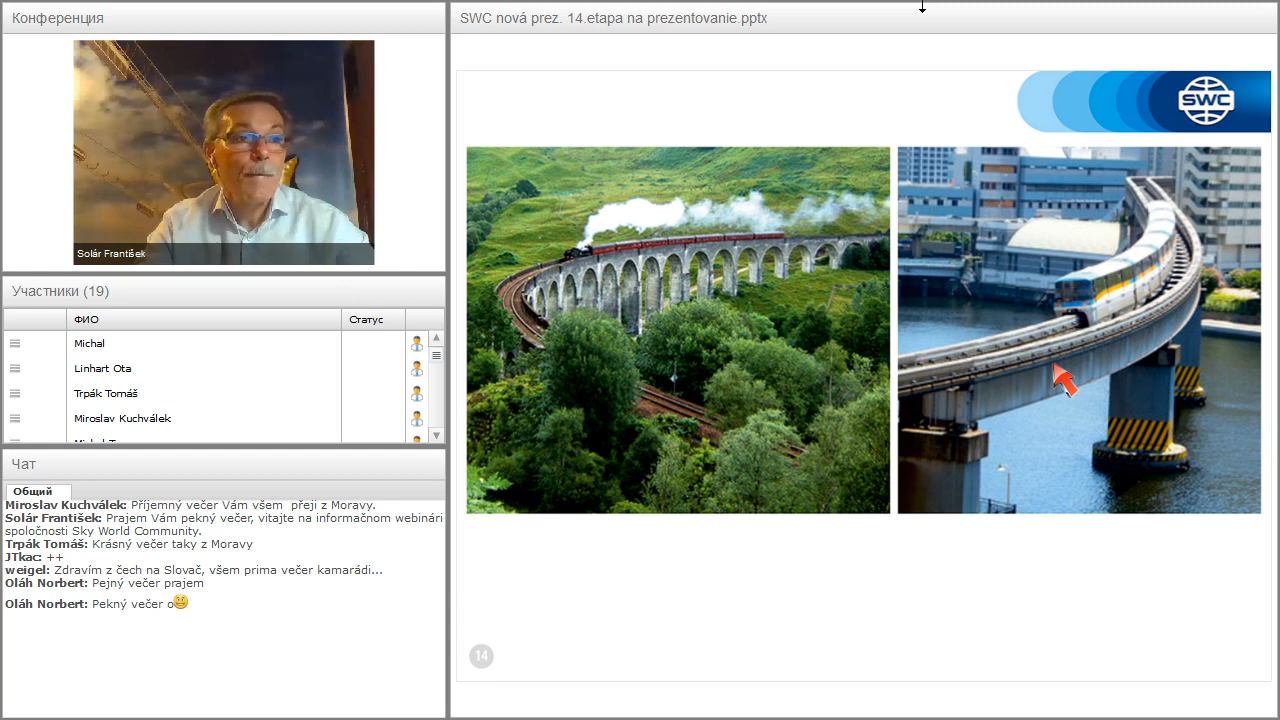 Конференция
Solár František
Участники (19)
ФИО
Статус
Michal
Linhart Ota
Trpák Tomáš
Miroslav Kuchválek
Чат
Общий
Miroslav Kuchválek: Příjemný večer Vám všem přeji z Moravy.
Solár František: Prajem Vám pekný večer, vitajte na informačnom webinári
spoločnosti Sky World Community.
Trpák Tomáš: Krásný večer taky z Moravy
JTkac: ++
weigel: Zdravím z čech na Slovač, všem prima večer kamarádi...
Oláh Norbert: Pejný večer prajem
Oláh Norbert: Pekný večer o
SWC nová prez. 14.etapa na prezentovanie.pptx
SWC
14